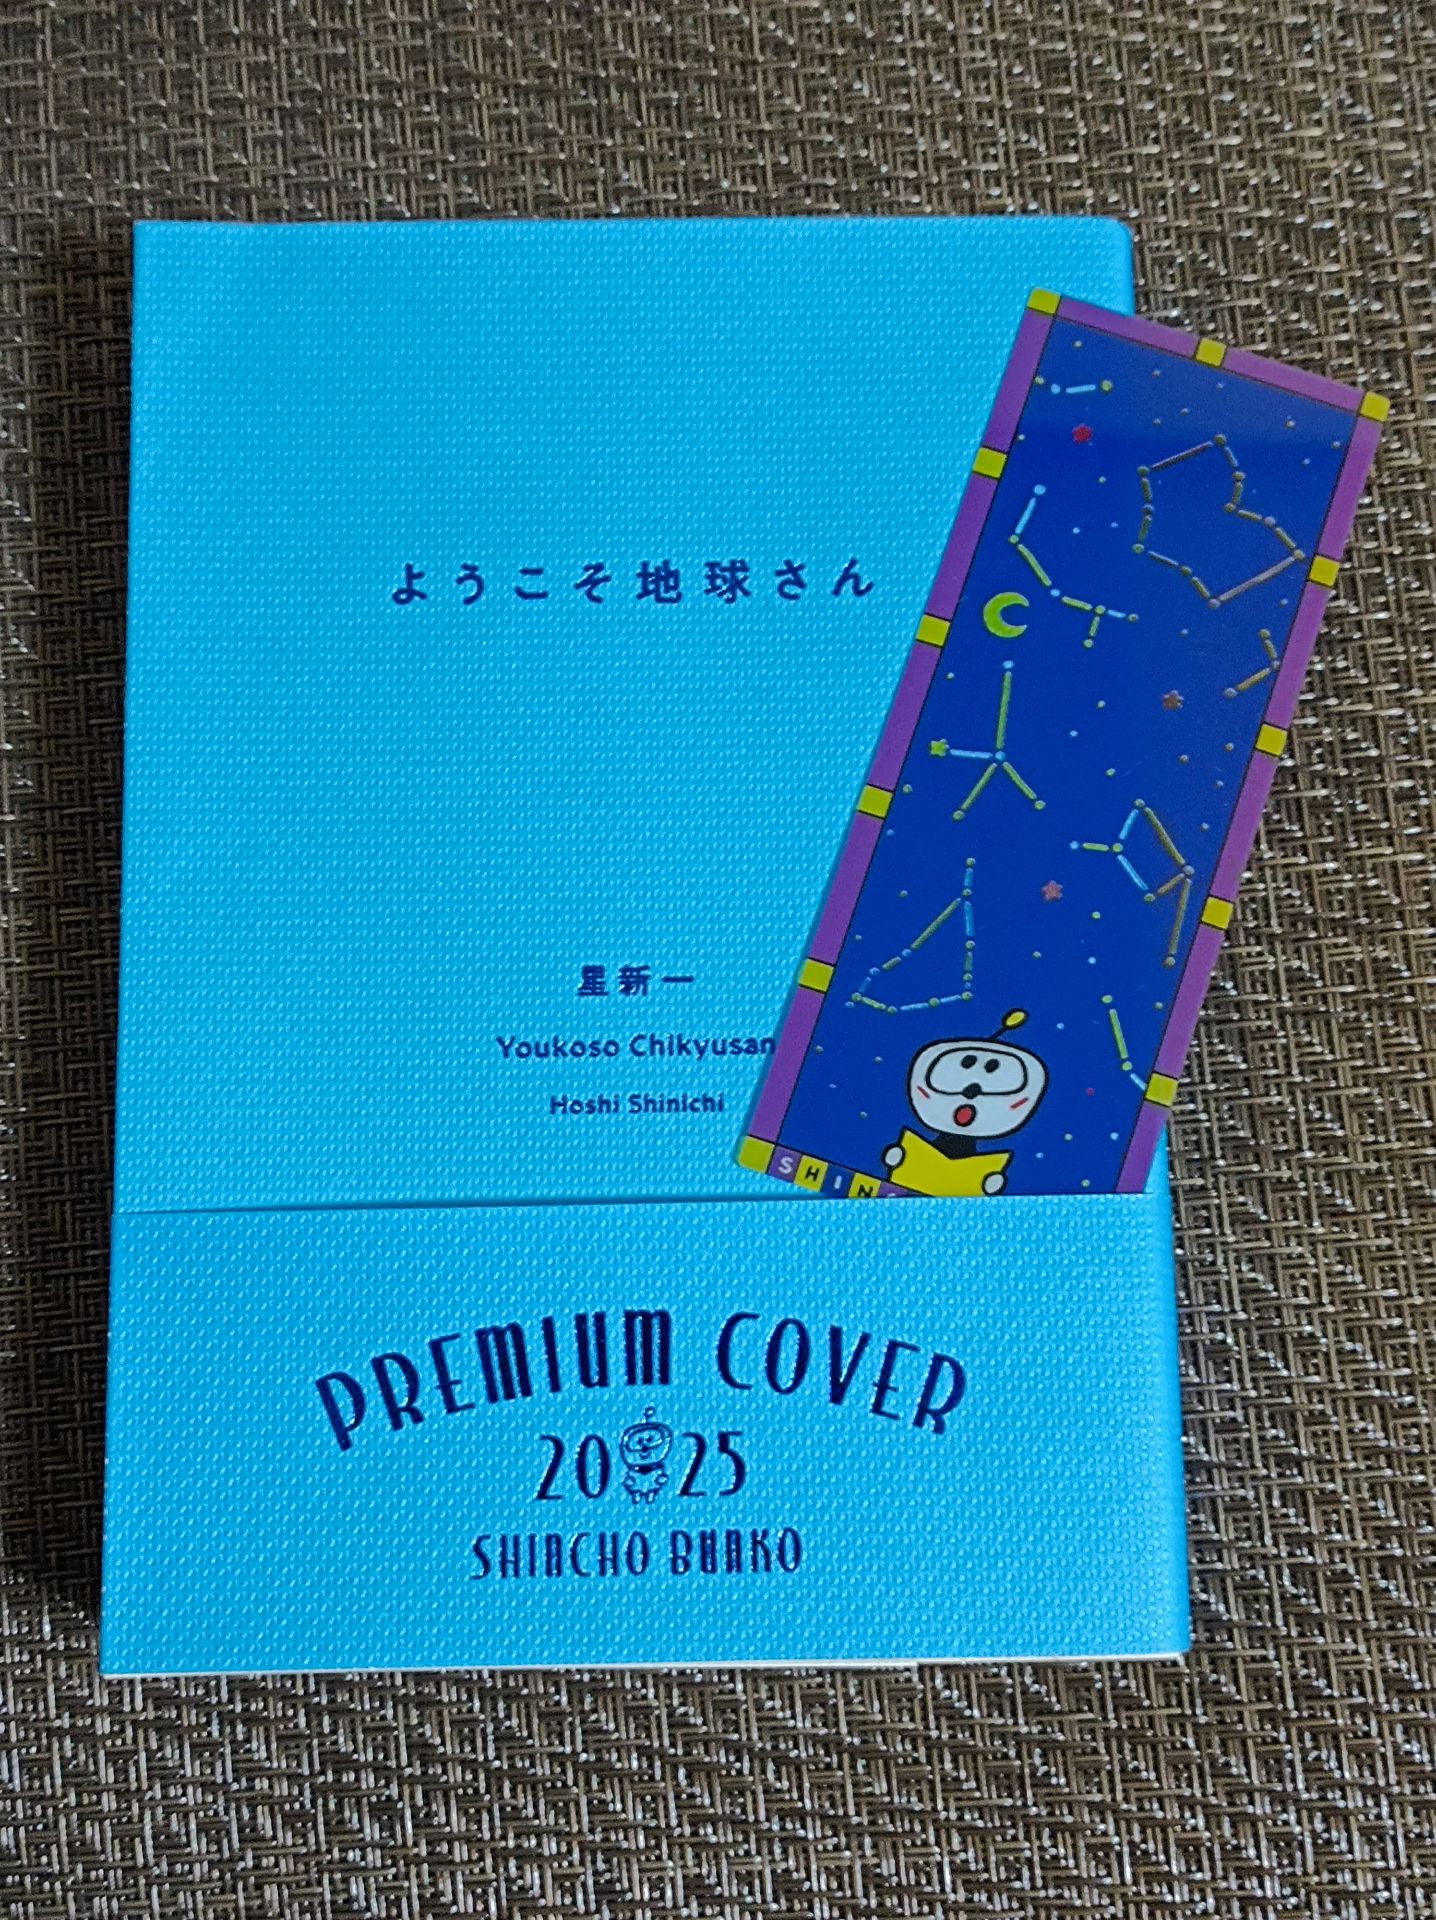 ようこそ地球さん
星新一
Youkoso Chikyusan
Hoshi Shinichi
SHIN
PREMIUM COVER
2025
SHINCHO BUNKO